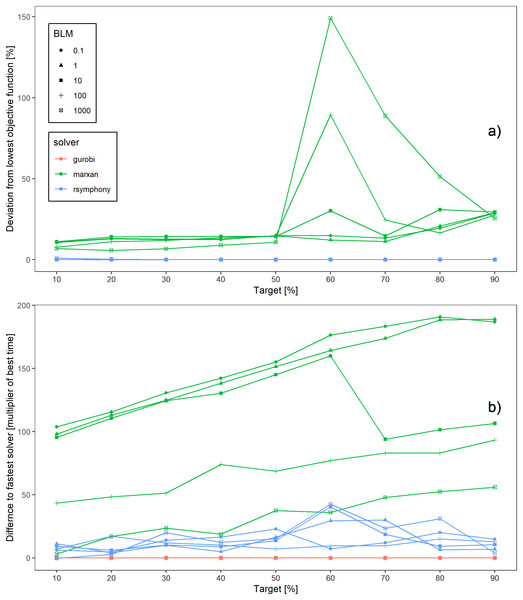 Deviation from lowest objective function [%]
150
100
50
0
BLM
0.1
1
10
100
1000
solver
gurobi
marxan
rsymphony
a)
10 20 30 40 50 60 70 80 90
Target [%]
Differnce to fastest solver [multiplier of best time]
200
150
100
50
0
b)
10 20 30 40 50 60 70 80 90
Target [%]